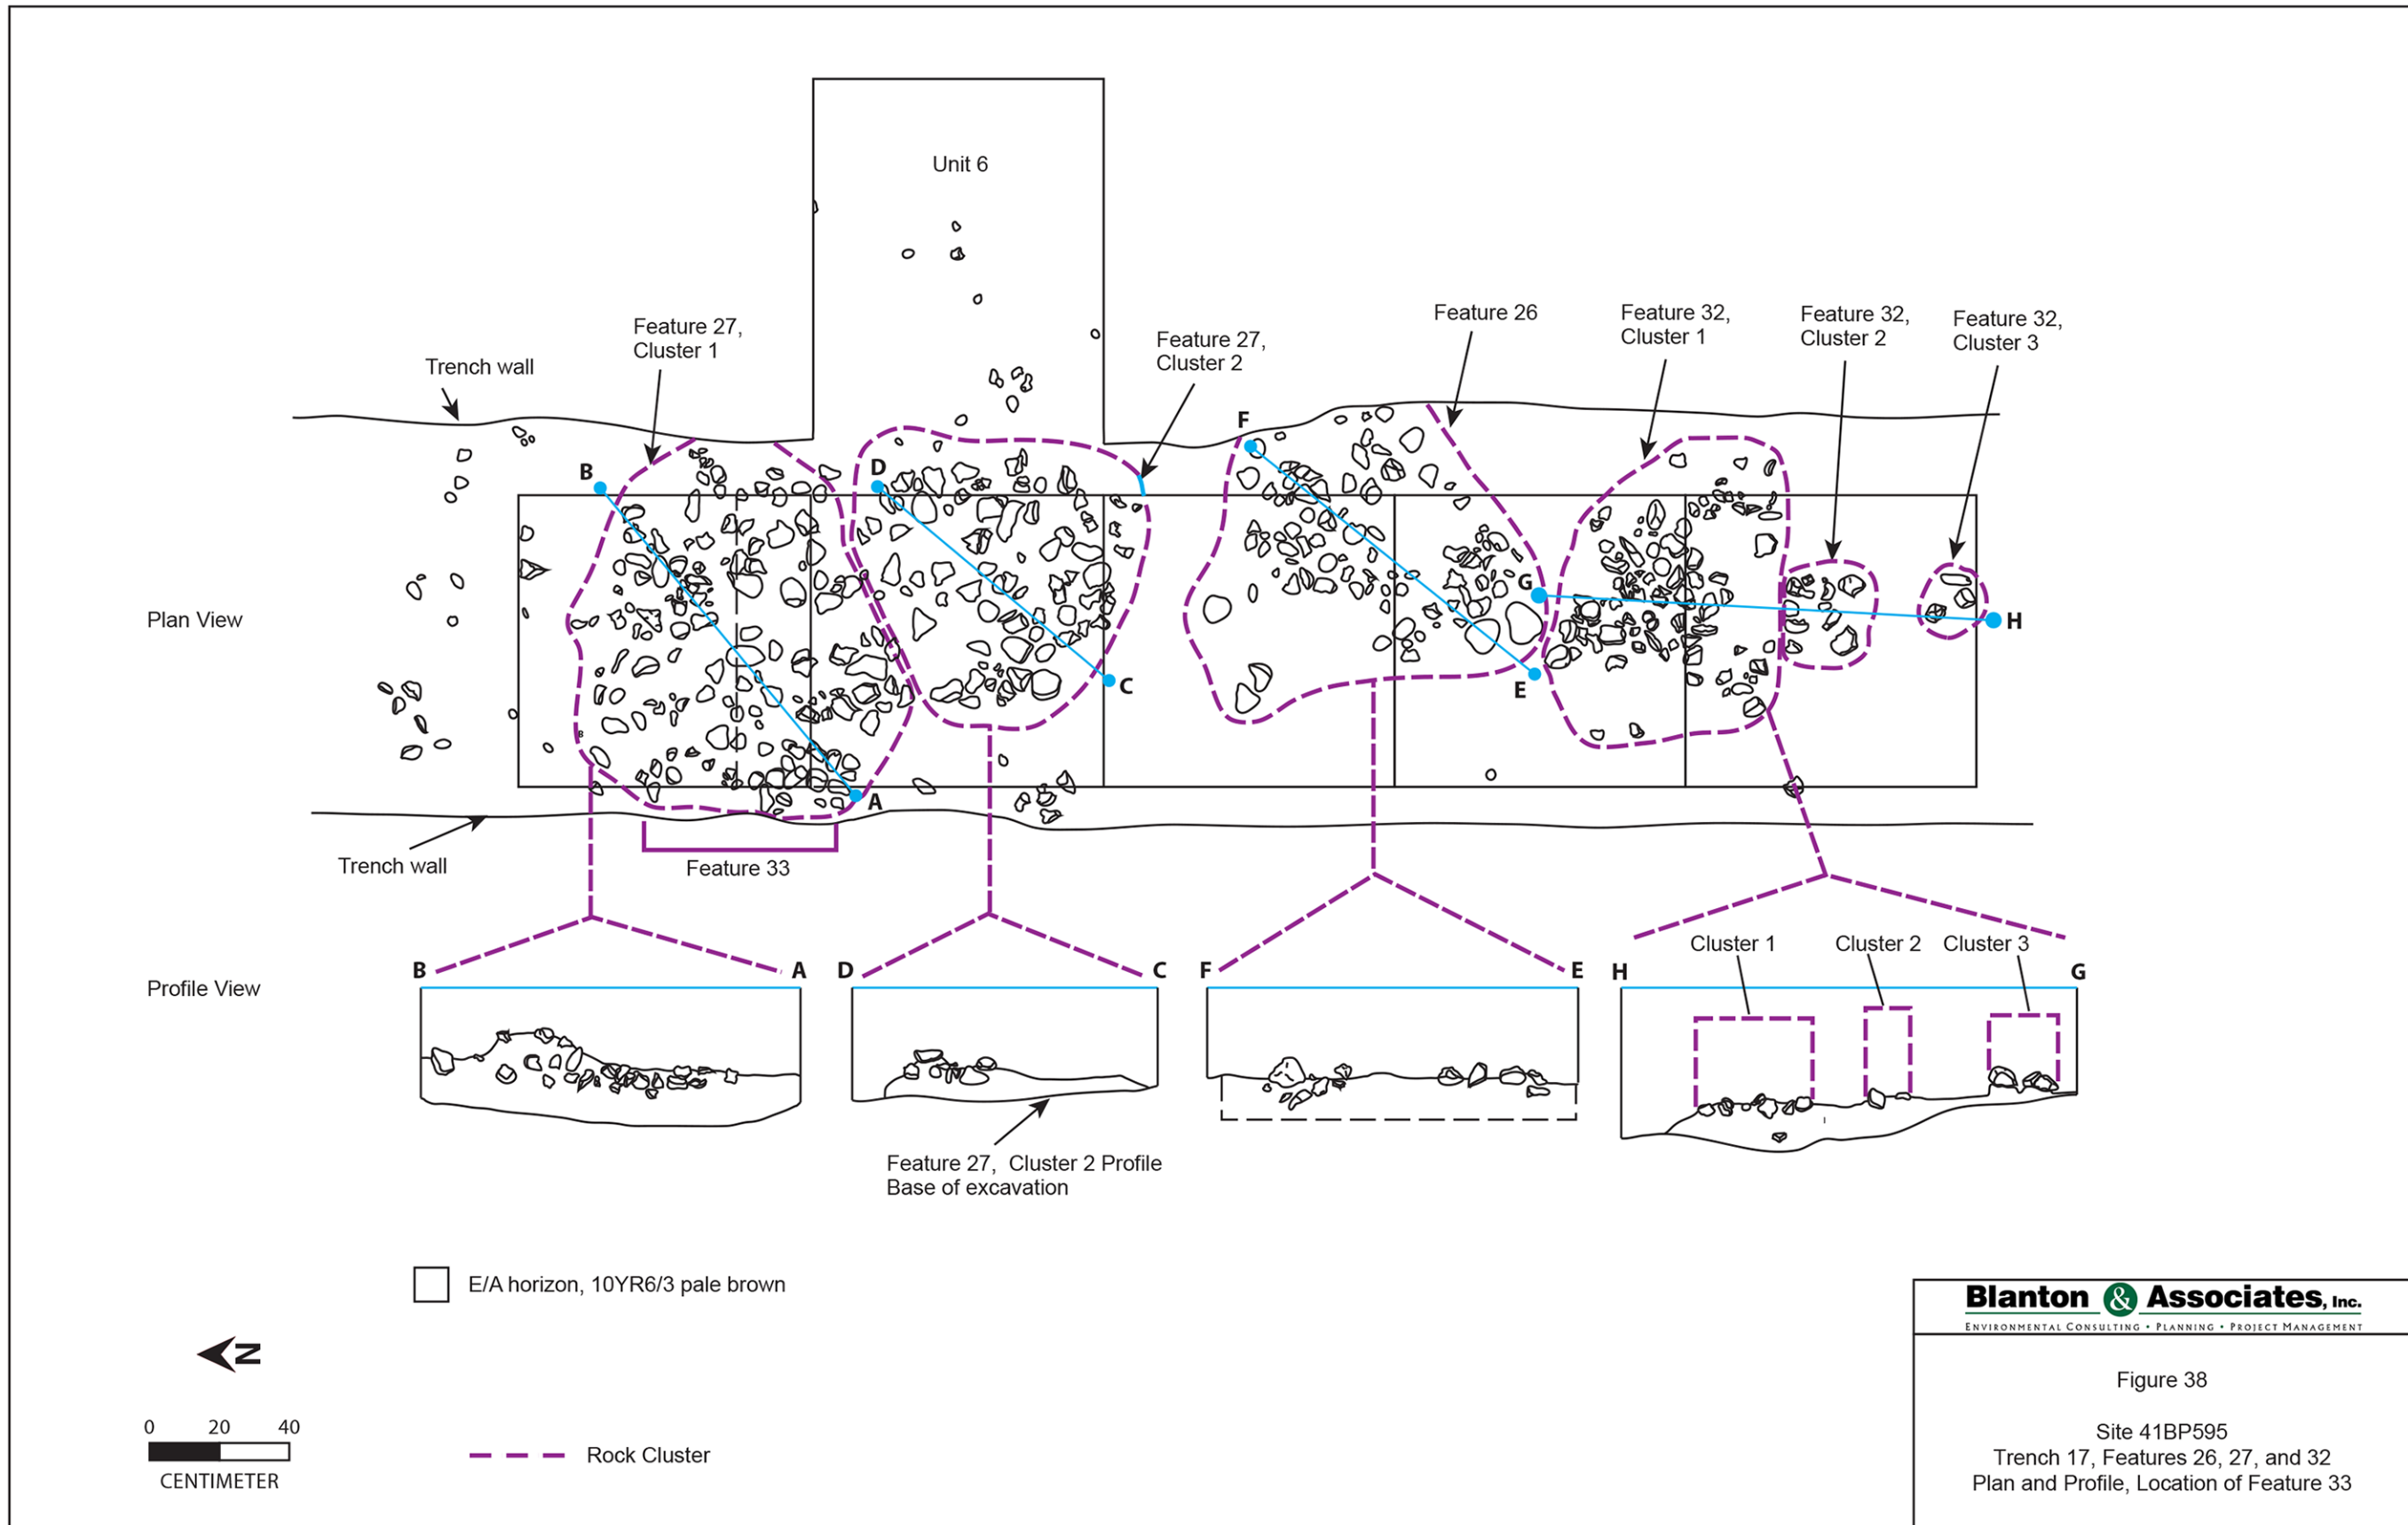 Unit 6
Feature 27,
Cluster 1
Trench wall
Feature 27,
Cluster 2
Feature 26
Feature 32,
Cluster 1
Feature 32,
Cluster 2
Feature 32,
Cluster 3
B
D
F
G
H
Plan View
C
E
A
Trench wall
Feature 33
Profile View
B
A
D
C
F
E
H
G
Cluster 1
Cluster 2
Cluster 3
Feature 27, Cluster 2 Profile
Base of excavation
E/A horizon, 10YR6/3 pale brown
N
0 20 40
CENTIMETER
Rock Cluster
Blanton & Associates, Inc.
ENVIRONMENTAL CONSULTING • PLANNING • PROJECT MANAGEMENT
Figure 38
Site 41BP595
Trench 17, Features 26, 27, and 32
Plan and Profile, Location of Feature 33